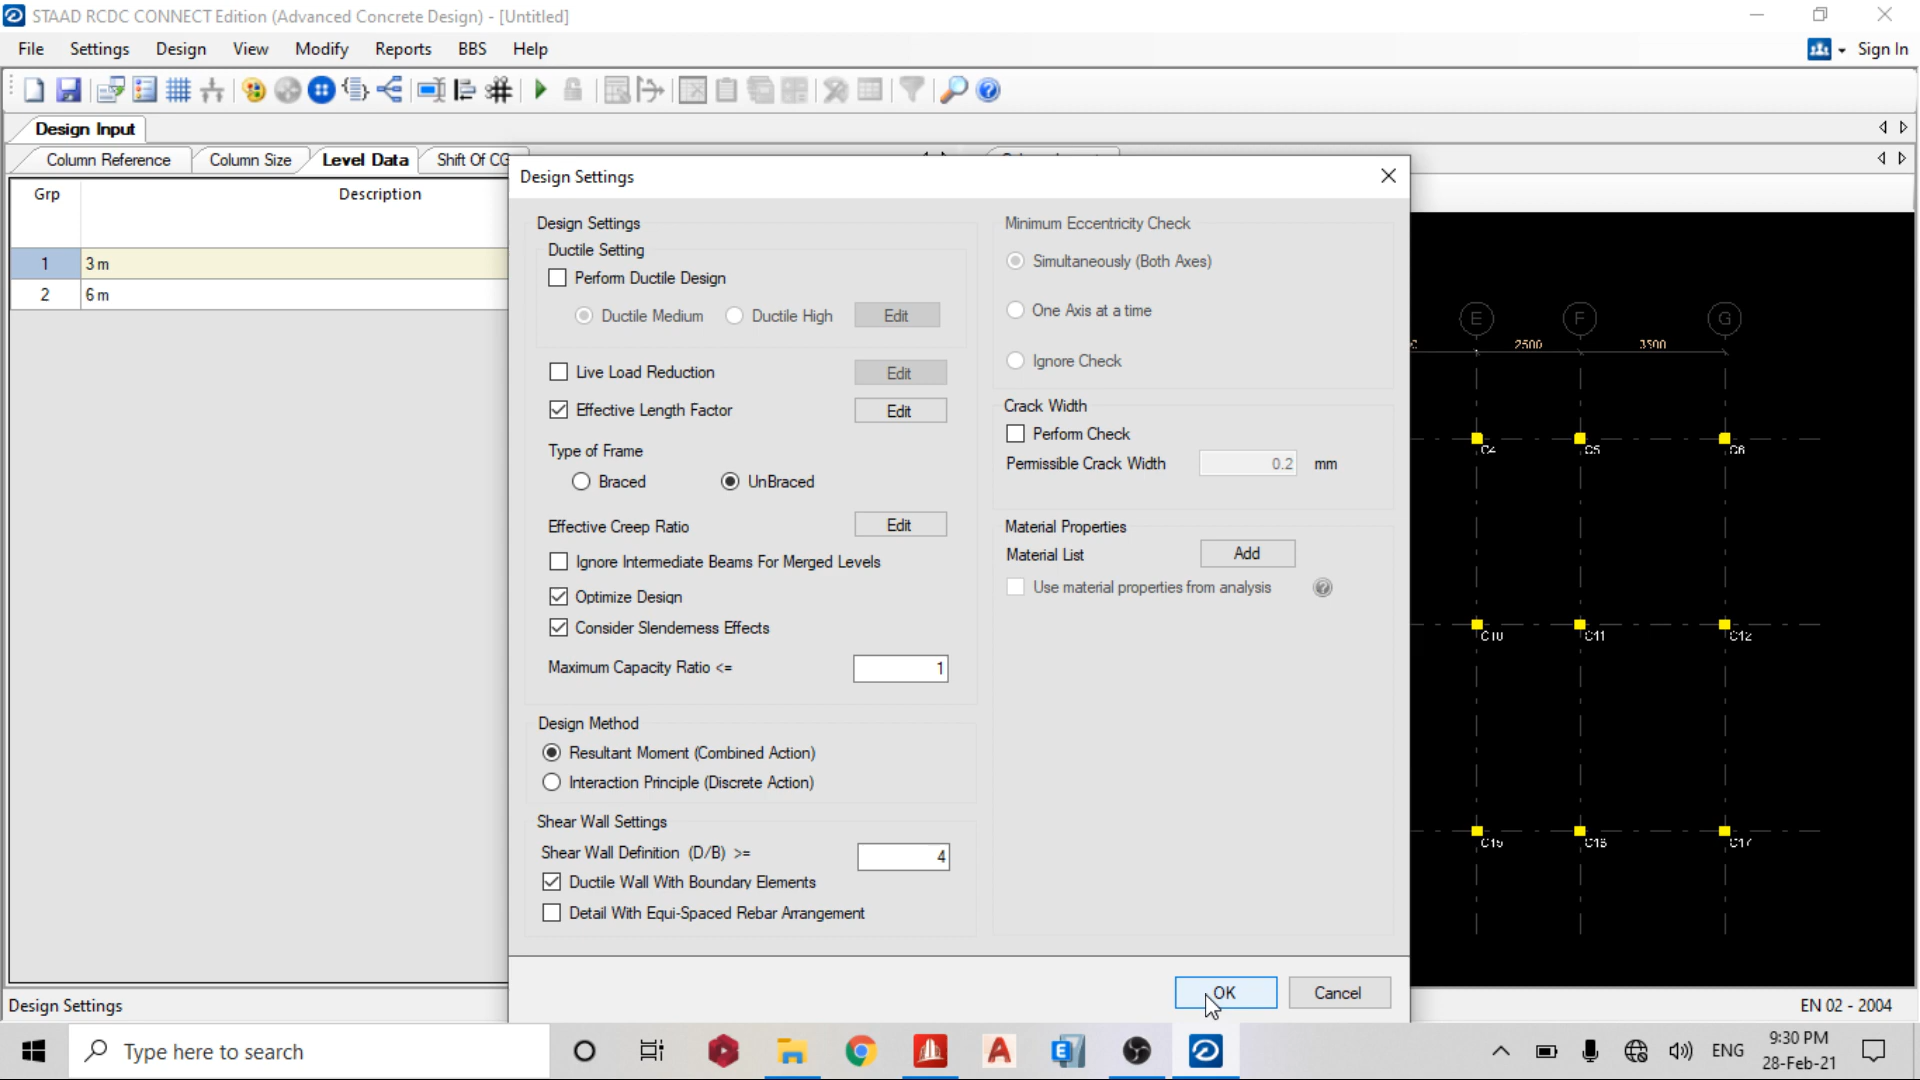 STAAD RCDC CONNECT Edition (Advanced Concrete Design) - [Untitled]
File Settings Design View Modify Reports BBS Help
Sign In
Design Input
Column Reference Column Size Level Data Shift Of CG
Grp Description
1 3 m
2 6 m
Design Settings
Design Settings
Ductile Setting
Perform Ductile Design
Ductile Medium Ductile High Edit
Live Load Reduction Edit
Effective Length Factor Edit
Type of Frame
Braced UnBraced
Effective Creep Ratio Edit
Ignore Intermediate Beams For Merged Levels
Optimize Design
Consider Slenderness Effects
Maximum Capacity Ratio <= 1
Design Method
Resultant Moment (Combined Action)
Interaction Principle (Discrete Action)
Shear Wall Settings
Shear Wall Definition (D/B) >= 4
Ductile Wall With Boundary Elements
Detail With Equi-Spaced Rebar Arrangement
Minimum Eccentricity Check
Simultaneously (Both Axes)
One Axis at a time
Ignore Check
Crack Width
Perform Check
Permissible Crack Width 0.2 mm
Material Properties
Material List Add
Use material properties from analysis
OK Cancel
E F G
2500 3500
C4 C5 C6
C10 C11 C12
C15 C16 C17
Design Settings
EN 02 - 2004
Type here to search
ENG
9:30 PM
28-Feb-21